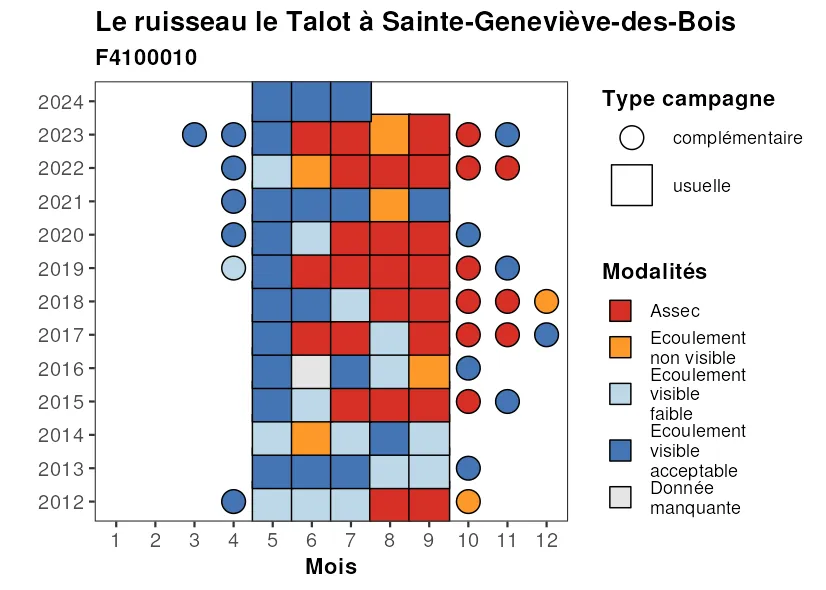 Le ruisseau le Talot à Sainte-Geneviève-des-Bois
F4100010
2024
2023
2022
2021
2020
2019
2018
2017
2016
2015
2014
2013
2012
1 2 3 4 5 6 7 8 9 10 11 12
Mois
Type campagne
complémentaire
usuelle
Modalités
Assec
Ecoulement
non visible
Ecoulement
visible
faible
Ecoulement
visible
acceptable
Donnée
manquante